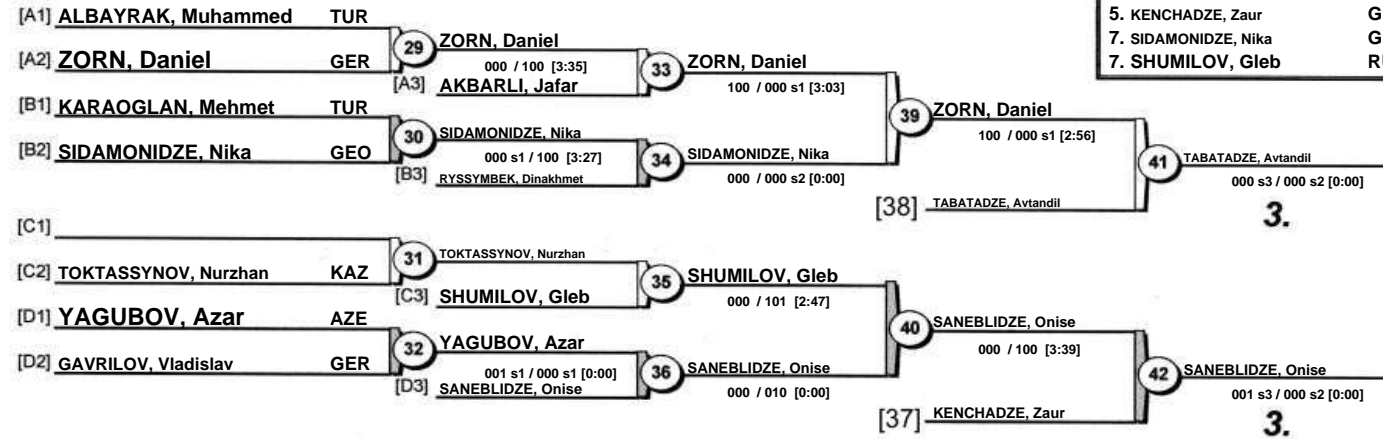 5. KENCHADZE, Zaur G
7. SIDAMONIDZE, Nika G
7. SHUMILOV, Gleb RU
[A1] ALBAYRAK, Muhammed TUR
[A2] ZORN, Daniel GER
29 ZORN, Daniel
000 / 100 [3:35]
[A3] AKBARLI, Jafar
33 ZORN, Daniel
100 / 000 s1 [3:03]
[B1] KARAOGLAN, Mehmet TUR
[B2] SIDAMONIDZE, Nika GEO
30 SIDAMONIDZE, Nika
000 s1 / 100 [3:27]
[B3] RYSSYMBEK, Dinakhmet
34 SIDAMONIDZE, Nika
000 / 000 s2 [0:00]
39 ZORN, Daniel
100 / 000 s1 [2:56]
[38] TABATADZE, Avtandil
41 TABATADZE, Avtandil
000 s3 / 000 s2 [0:00]
3.
[C1]
[C2] TOKTASSYNOV, Nurzhan KAZ
31 TOKTASSYNOV, Nurzhan
[C3] SHUMILOV, Gleb
35 SHUMILOV, Gleb
000 / 101 [2:47]
[D1] YAGUBOV, Azar AZE
[D2] GAVRILOV, Vladislav GER
32 YAGUBOV, Azar
001 s1 / 000 s1 [0:00]
[D3] SANEBLIDZE, Onise
36 SANEBLIDZE, Onise
000 / 010 [0:00]
40 SANEBLIDZE, Onise
000 / 100 [3:39]
[37] KENCHADZE, Zaur
42 SANEBLIDZE, Onise
001 s3 / 000 s2 [0:00]
3.